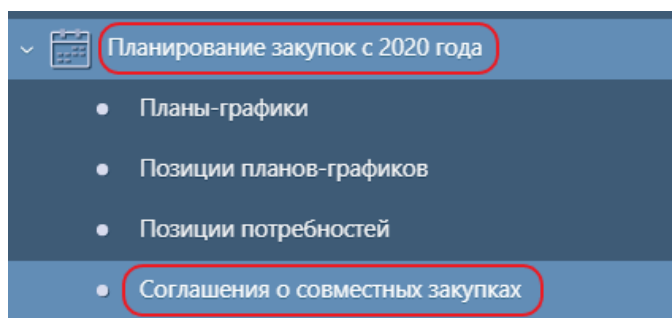 Планирование закупок с 2020 года
Планы-графики
Позиции планов-графиков
Позиции потребностей
Соглашения о совместных закупках